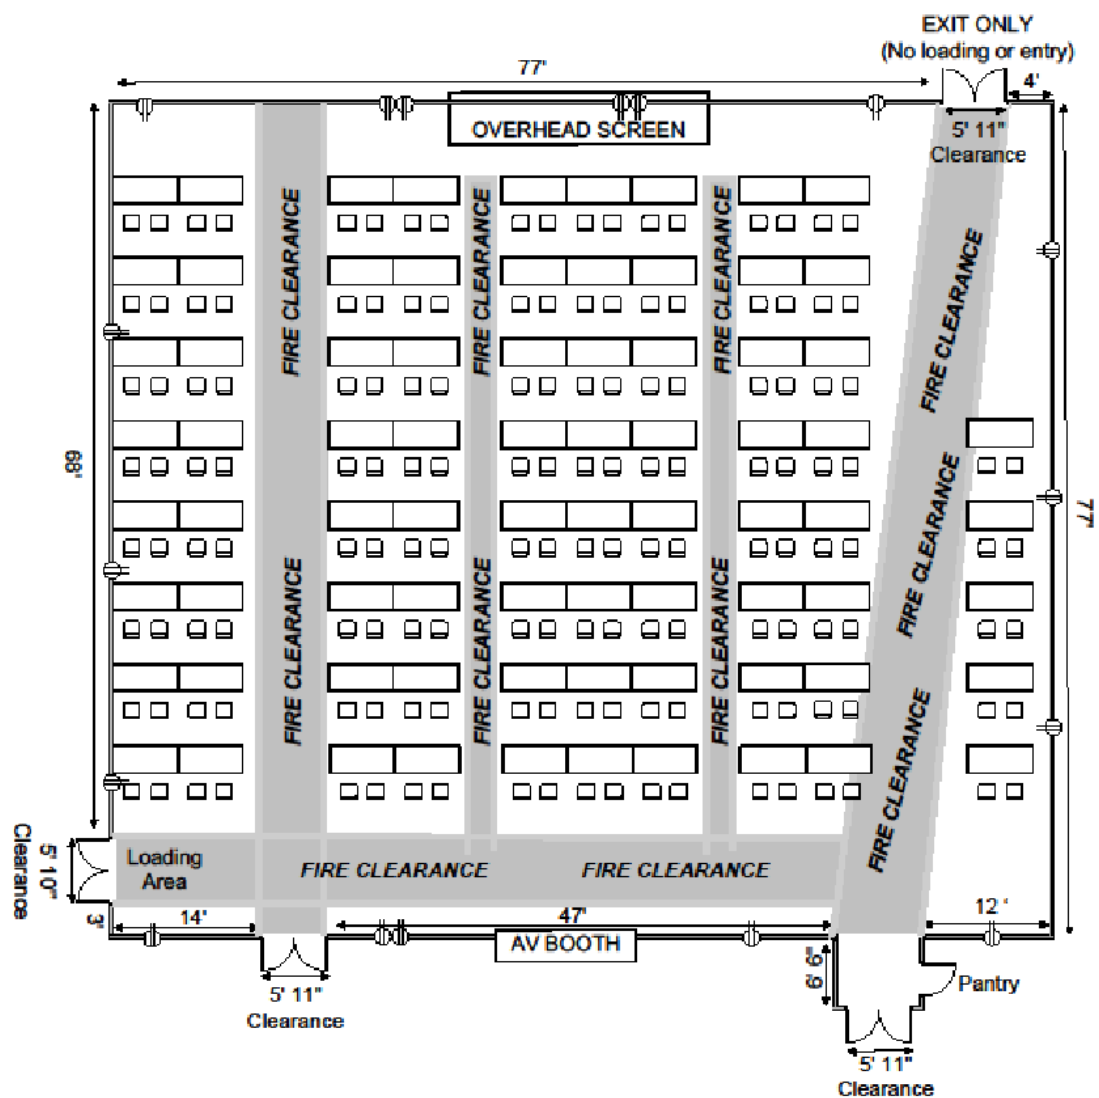 EXIT ONLY
(No loading or entry)
77'
4'
OVERHEAD SCREEN
5' 11"
Clearance
FIRE CLEARANCE
FIRE CLEARANCE
FIRE CLEARANCE
FIRE CLEARANCE
68'
77'
FIRE CLEARANCE
FIRE CLEARANCE
FIRE CLEARANCE
FIRE CLEARANCE
FIRE CLEARANCE
5' 10"
Clearance
Loading
Area
FIRE CLEARANCE
FIRE CLEARANCE
3'
14'
47'
12'
AV BOOTH
5' 11"
Clearance
6' 6"
Pantry
5' 11"
Clearance